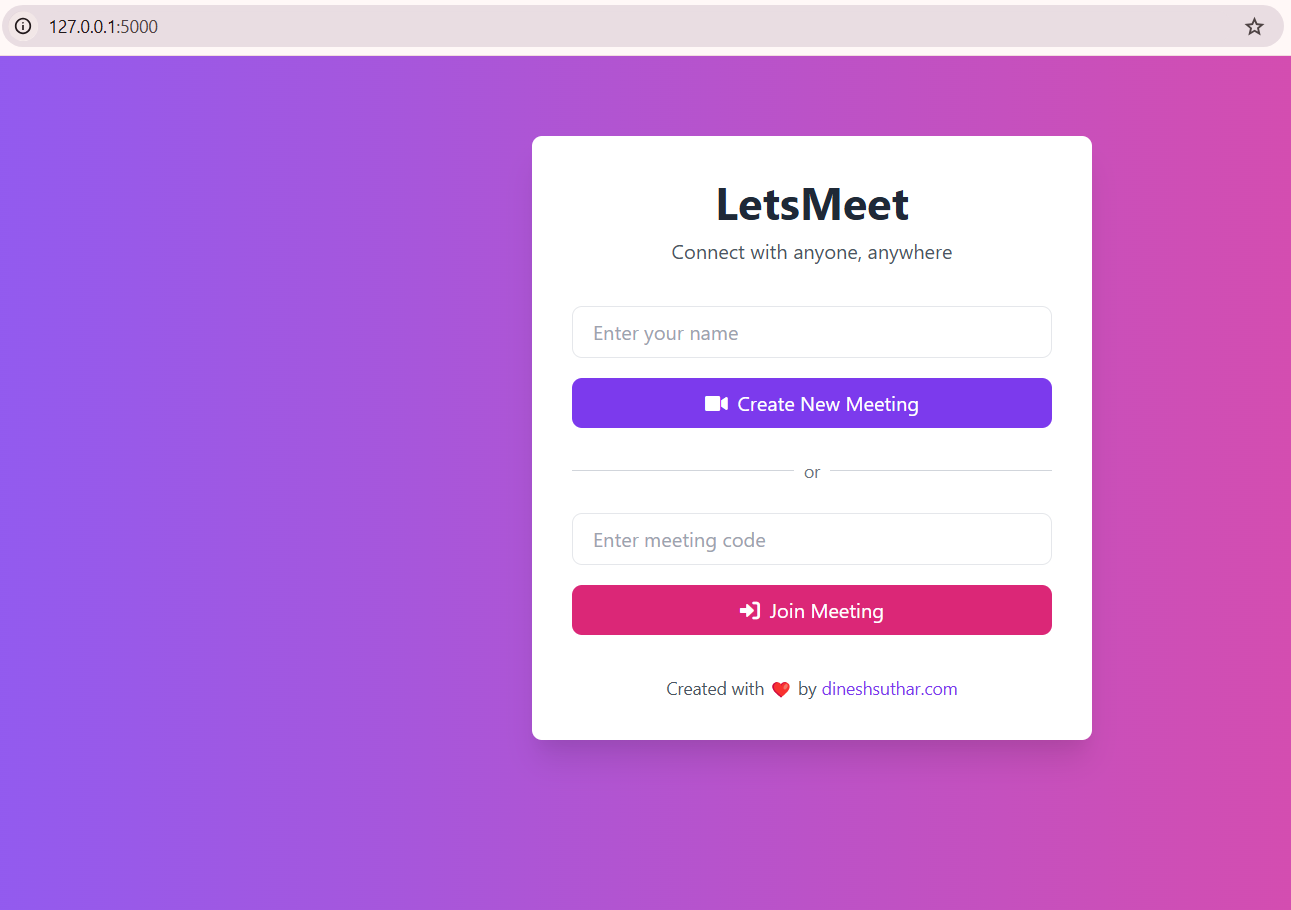 127.0.0.1:5000
LetsMeet
Connect with anyone, anywhere
Enter your name
Create New Meeting
or
Enter meeting code
Join Meeting
Created with ❤️ by dineshsuthar.com